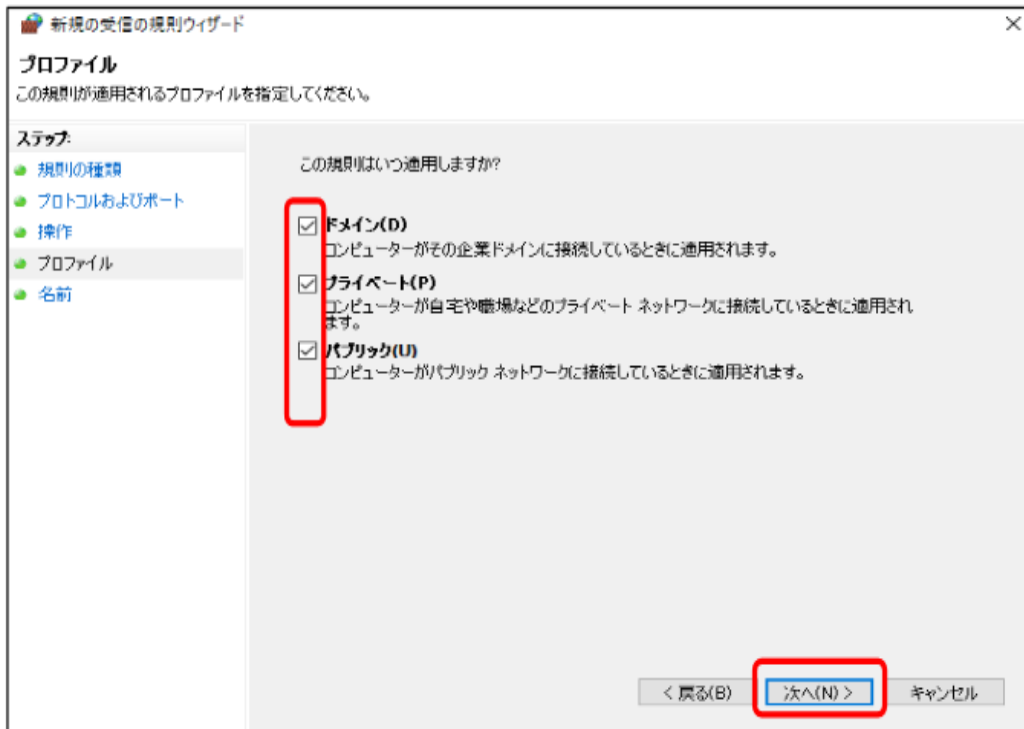 新規の受信の規則ウィザード
プロファイル
この規則が適用されるプロファイルを指定してください。
ステップ:
規則の種類
プロトコルおよびポート
操作
プロファイル
名前
この規則はいつ適用しますか?
ドメイン(D)
コンピューターがその企業ドメインに接続しているときに適用されます。
プライベート(P)
コンピューターが自宅や職場などのプライベート ネットワークに接続しているときに適用され
ます。
パブリック(U)
コンピューターがパブリック ネットワークに接続しているときに適用されます。
< 戻る(B)
次へ(N) >
キャンセル